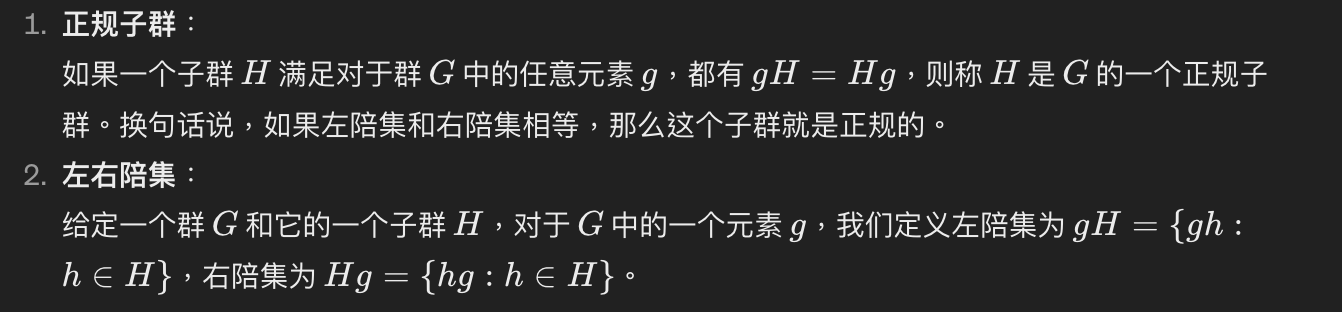 1. 正规子群：
如果一个子群 H 满足对于群 G 中的任意元素 g，都有 gH = Hg，则称 H 是 G 的一个正规子
群。换句话说，如果左陪集和右陪集相等，那么这个子群就是正规的。
2. 左右陪集：
给定一个群 G 和它的一个子群 H，对于 G 中的一个元素 g，我们定义左陪集为 gH = {gh :
h ∈ H}，右陪集为 Hg = {hg : h ∈ H}。